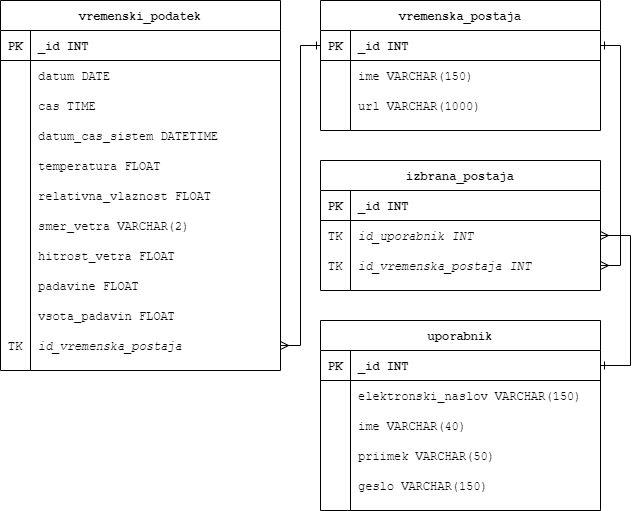 vremenski_podatek
PK _id INT
datum DATE
cas TIME
datum_cas_sistem DATETIME
temperatura FLOAT
relativna_vlaznost FLOAT
smer_vetra VARCHAR(2)
hitrost_vetra FLOAT
padavine FLOAT
vsota_padavin FLOAT
TK id_vremenska_postaja
vremenska_postaja
PK _id INT
ime VARCHAR(150)
url VARCHAR(1000)
izbrana_postaja
PK _id INT
TK id_uporabnik INT
TK id_vremenska_postaja INT
uporabnik
PK _id INT
elektronski_naslov VARCHAR(150)
ime VARCHAR(40)
priimek VARCHAR(50)
geslo VARCHAR(150)